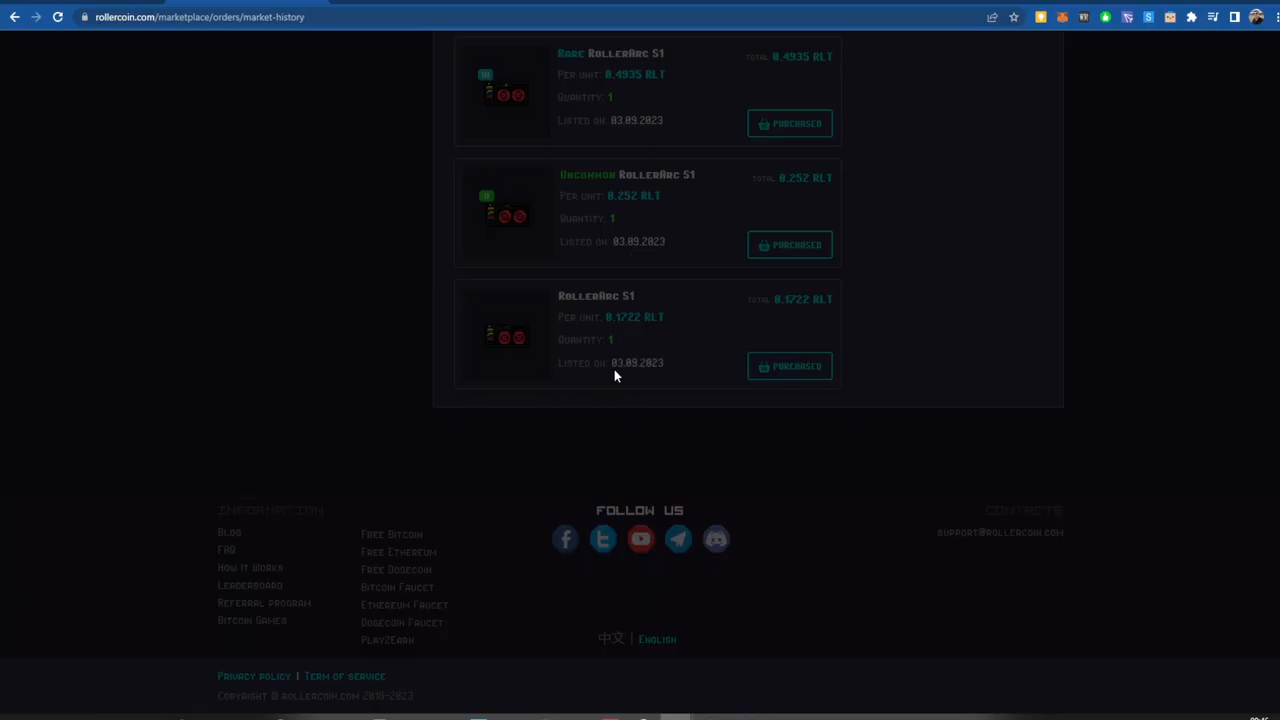 rollercoin.com/marketplace/orders/market-history
Rare RollerArc S1
Total 0.4935 RLT
Per unit: 0.4935 RLT
Quantity: 1
Listed on: 03.09.2023
Purchased
Uncommon RollerArc S1
Total 0.252 RLT
Per unit: 0.252 RLT
Quantity: 1
Listed on: 03.09.2023
Purchased
RollerArc S1
Total 0.1722 RLT
Per unit: 0.1722 RLT
Quantity: 1
Listed on: 03.09.2023
Purchased
Information
Blog
FAQ
How it works
Leaderboard
Referral program
Bitcoin Games
Free Bitcoin
Free Ethereum
Free Dogecoin
Bitcoin Faucet
Ethereum Faucet
Dogecoin Faucet
Play2Earn
Follow us
中文 | English
Contacts
support@rollercoin.com
Privacy policy | Term of service
Copyright © rollercoin.com 2018-2023